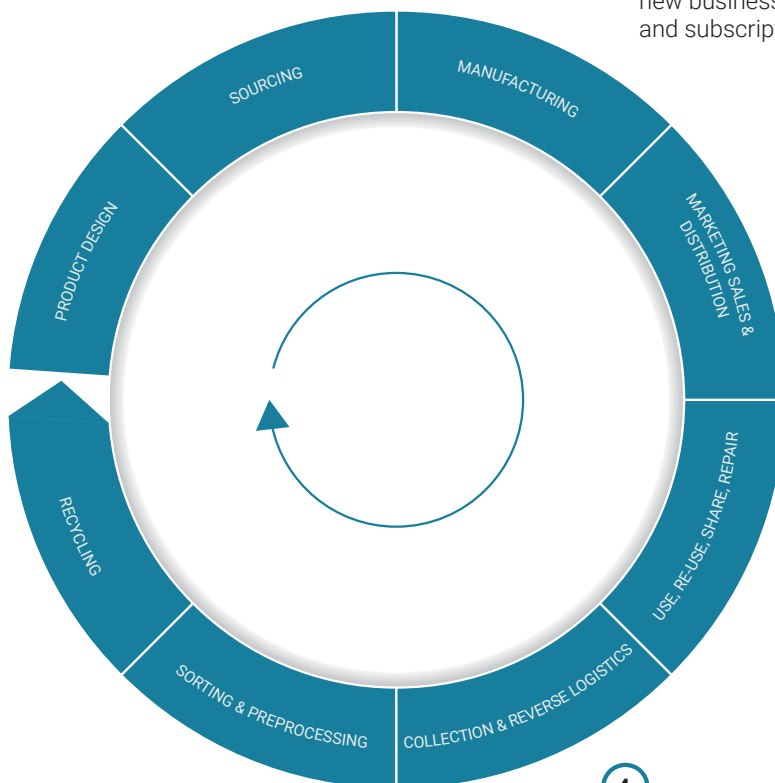 new business
and subscrip
SOURCING
MANUFACTURING
MARKETING SALES &
DISTRIBUTION
USE, RE-USE, SHARE, REPAIR
COLLECTION & REVERSE LOGISTICS
SORTING & PREPROCESSING
RECYCLING
PRODUCT DESIGN